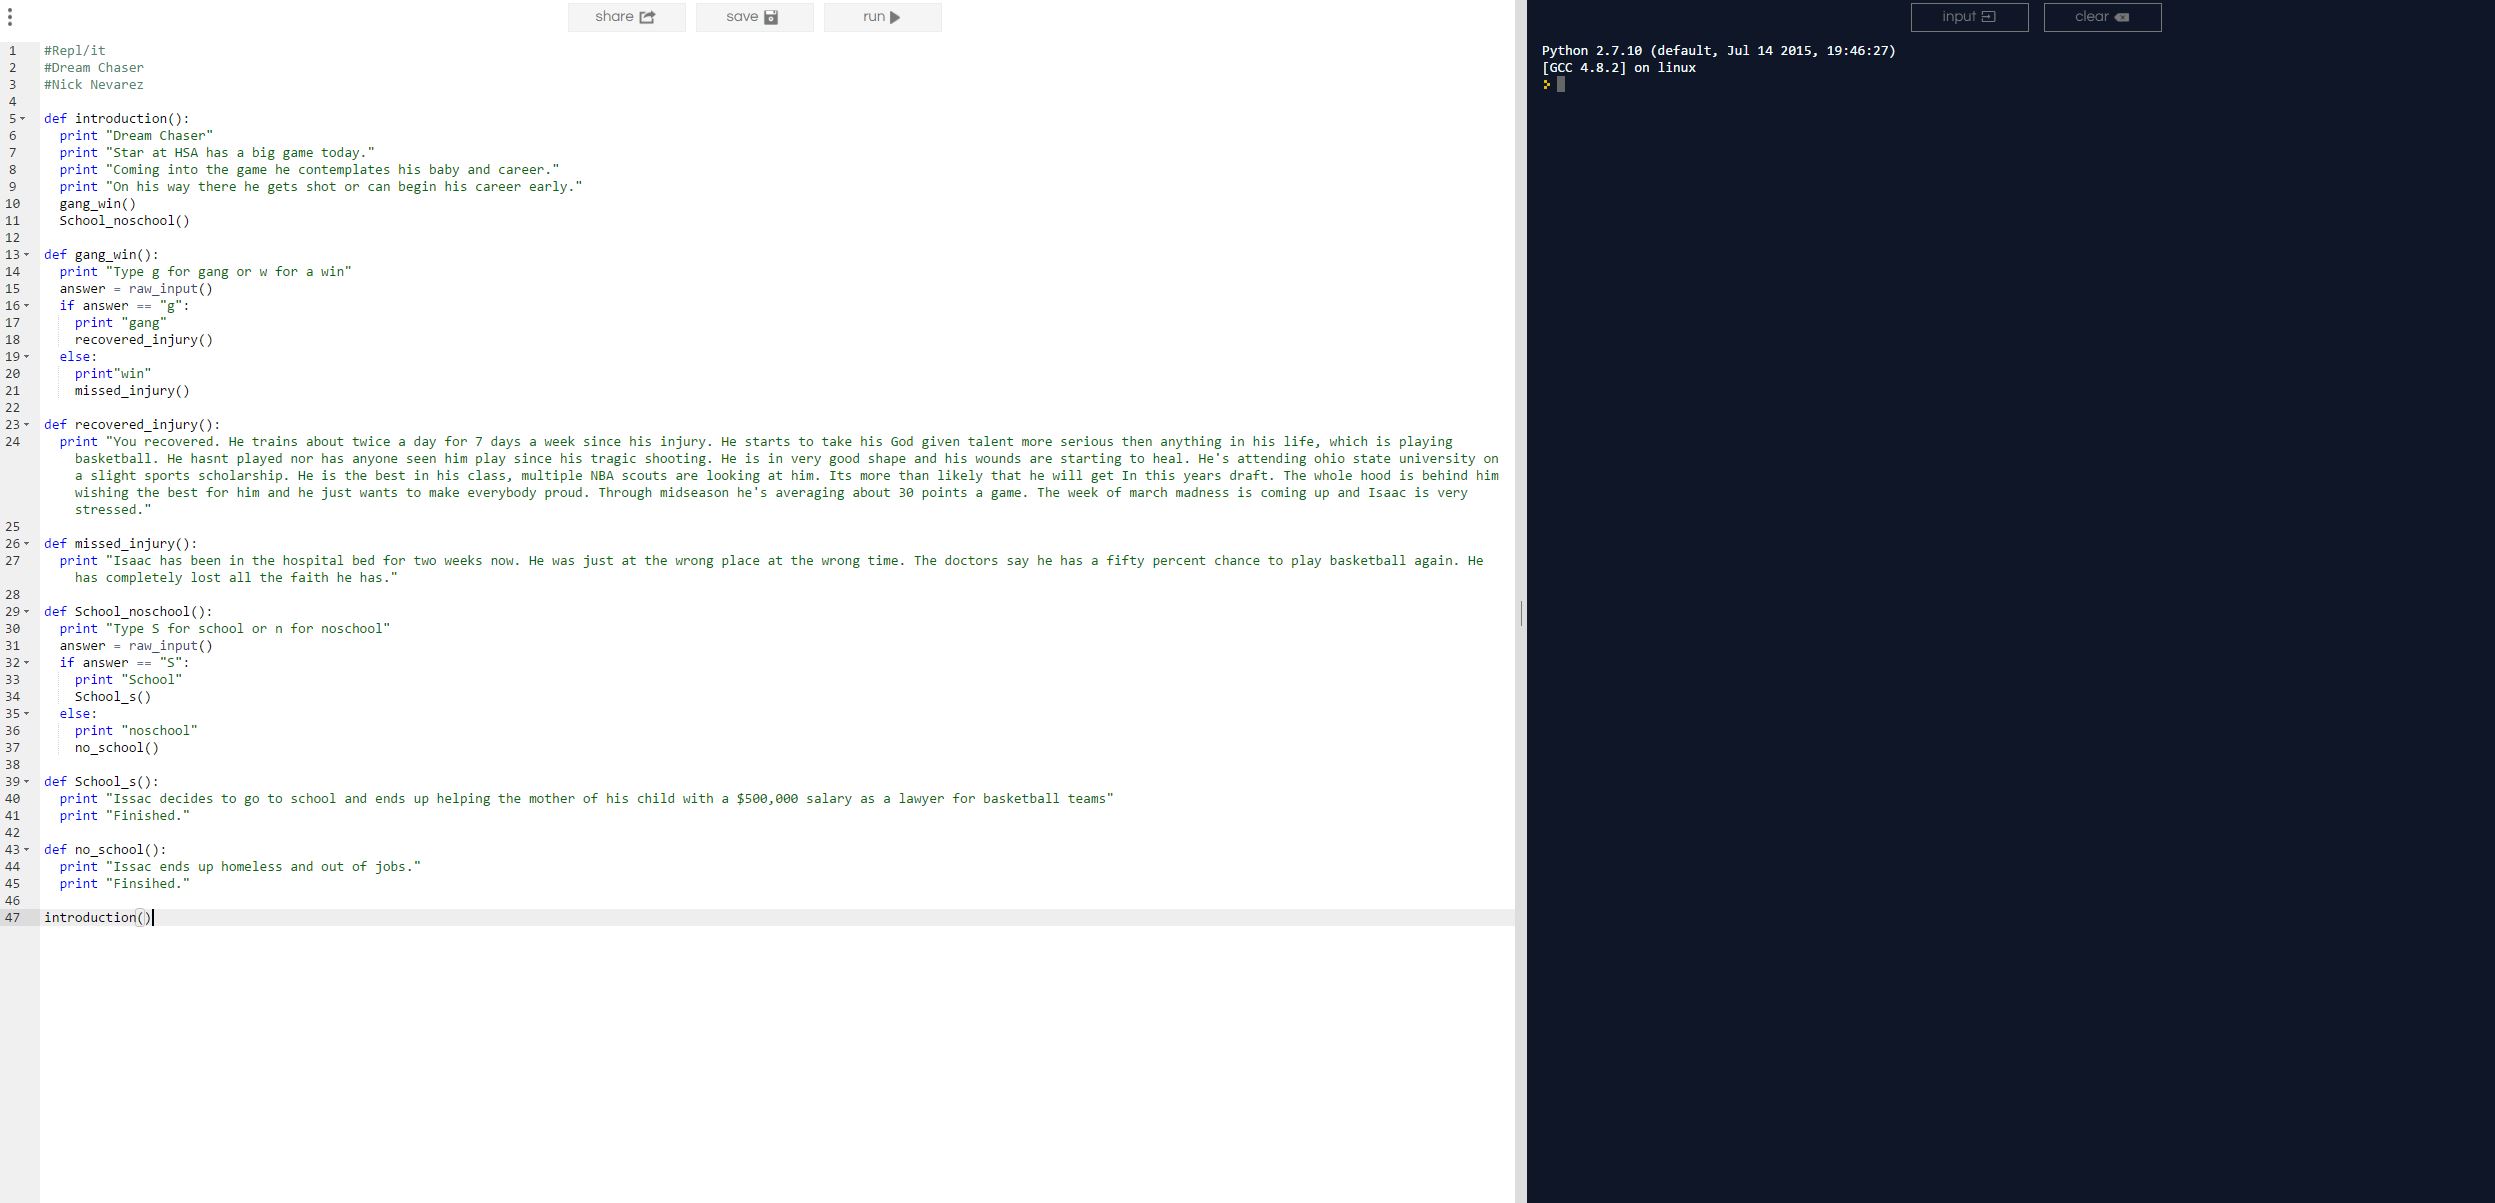 share save run input clear
1 #Repl/it
2 #Dream Chaser
3 #Nick Nevarez
4
5 def introduction():
6 print "Dream Chaser"
7 print "Star at HSA has a big game today."
8 print "Coming into the game he contemplates his baby and career."
9 print "On his way there he gets shot or can begin his career early."
10 gang_win()
11 School_noschool()
12
13 def gang_win():
14 print "Type g for gang or w for a win"
15 answer = raw_input()
16 if answer == "g":
17 print "gang"
18 recovered_injury()
19 else:
20 print"win"
21 missed_injury()
22
23 def recovered_injury():
24 print "You recovered. He trains about twice a day for 7 days a week since his injury. He starts to take his God given talent more serious then anything in his life, which is playing
basketball. He hasnt played nor has anyone seen him play since his tragic shooting. He is in very good shape and his wounds are starting to heal. He's attending ohio state university on
a slight sports scholarship. He is the best in his class, multiple NBA scouts are looking at him. Its more than likely that he will get In this years draft. The whole hood is behind him
wishing the best for him and he just wants to make everybody proud. Through midseason he's averaging about 30 points a game. The week of march madness is coming up and Isaac is very
stressed."
25
26 def missed_injury():
27 print "Isaac has been in the hospital bed for two weeks now. He was just at the wrong place at the wrong time. The doctors say he has a fifty percent chance to play basketball again. He
has completely lost all the faith he has."
28
29 def School_noschool():
30 print "Type S for school or n for noschool"
31 answer = raw_input()
32 if answer == "S":
33 print "School"
34 School_s()
35 else:
36 print "noschool"
37 no_school()
38
39 def School_s():
40 print "Issac decides to go to school and ends up helping the mother of his child with a $500,000 salary as a lawyer for basketball teams"
41 print "Finished."
42
43 def no_school():
44 print "Issac ends up homeless and out of jobs."
45 print "Finsihed."
46
47 introduction()
Python 2.7.10 (default, Jul 14 2015, 19:46:27)
[GCC 4.8.2] on linux